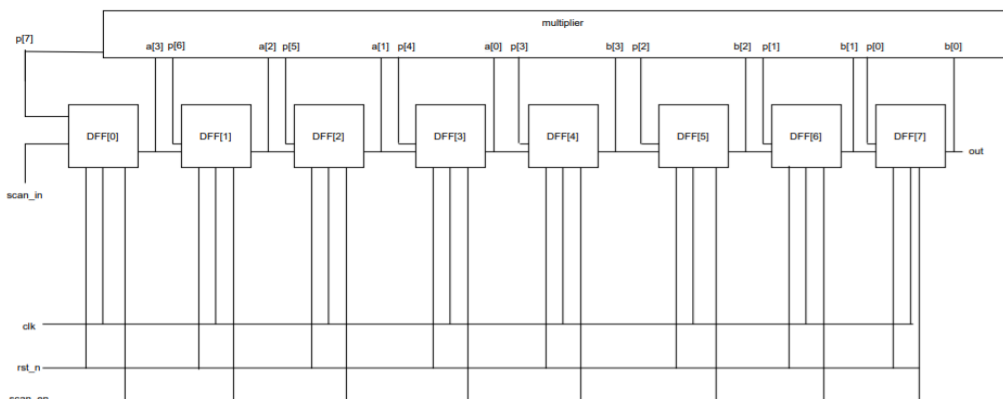 multiplier
p[7] a[3] p[6] a[2] p[5] a[1] p[4] a[0] p[3] b[3] p[2] b[2] p[1] b[1] p[0] b[0]
DFF[0] DFF[1] DFF[2] DFF[3] DFF[4] DFF[5] DFF[6] DFF[7]
out
scan_in
clk
rst_n